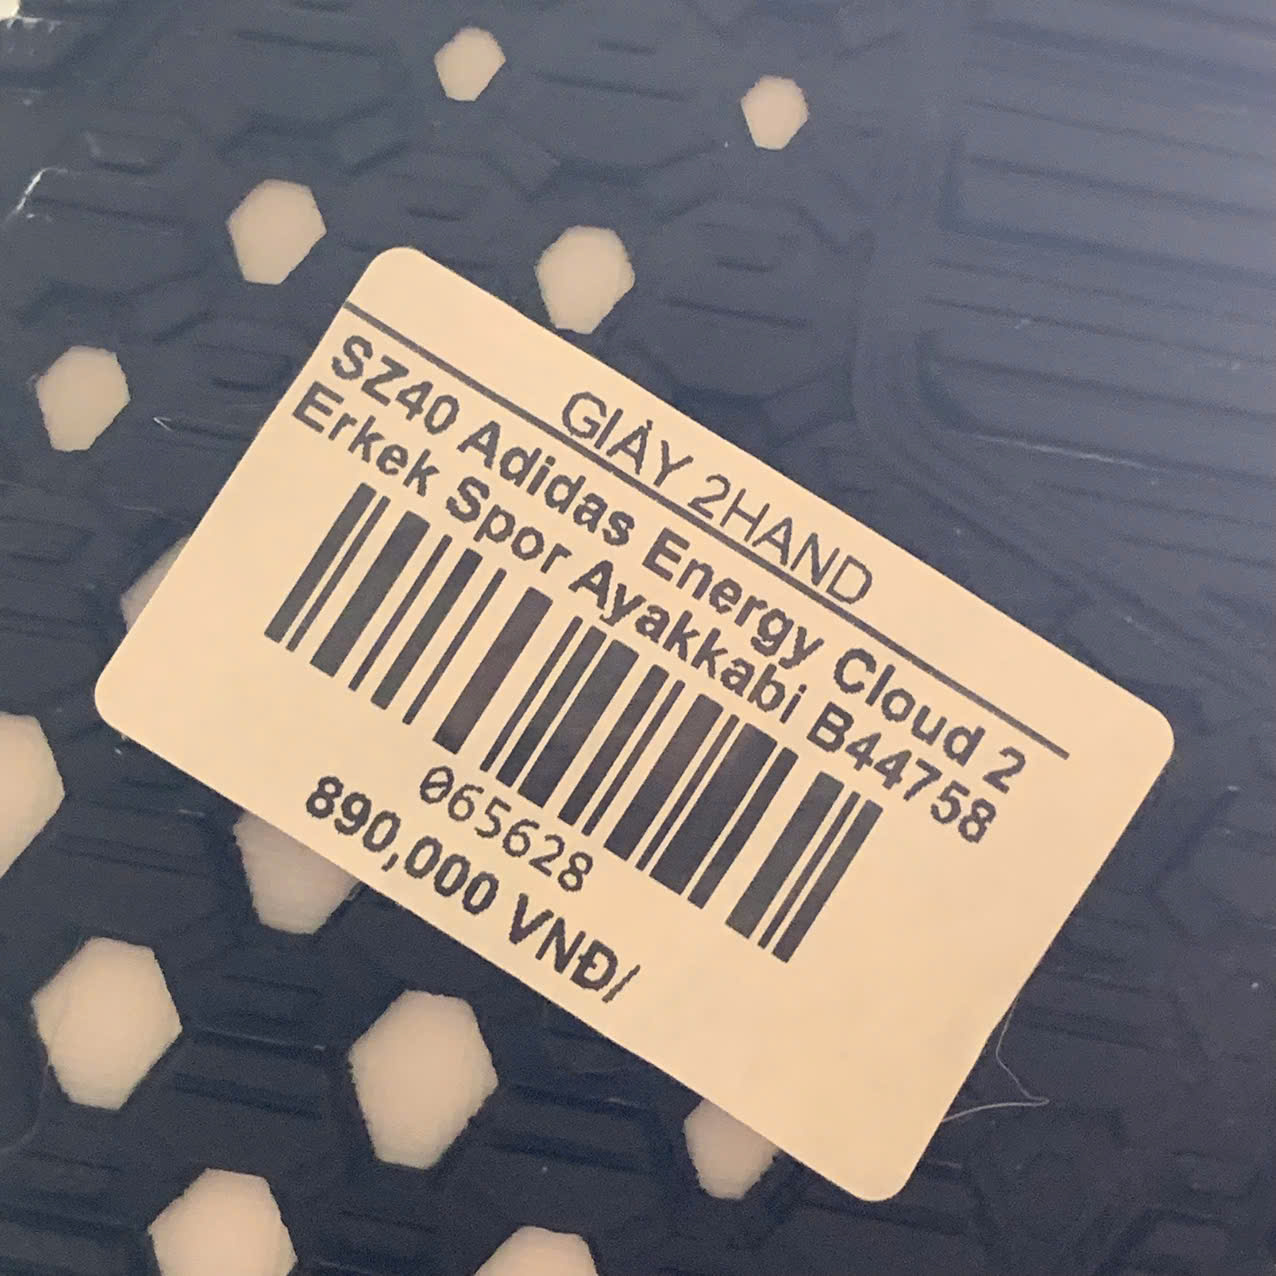 GIÀY 2HAND
SZ40 Adidas Energy Cloud 2
Erkek Spor Ayakkabi B44758
065628
890,000 VNĐ/